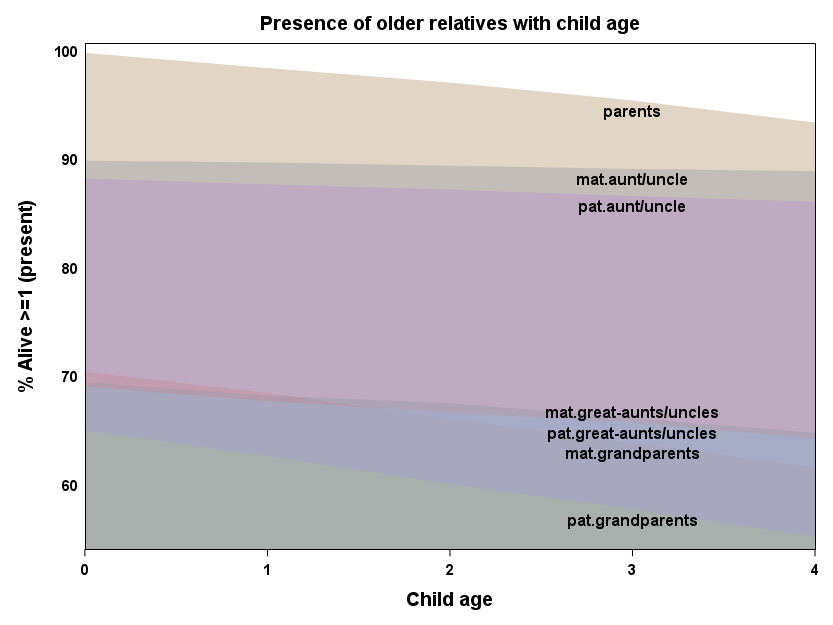 Presence of older relatives with child age
100
90
80
70
60
% Alive >=1 (present)
parents
mat.aunt/uncle
pat.aunt/uncle
mat.great-aunts/uncles
pat.great-aunts/uncles
mat.grandparents
pat.grandparents
0 1 2 3 4
Child age